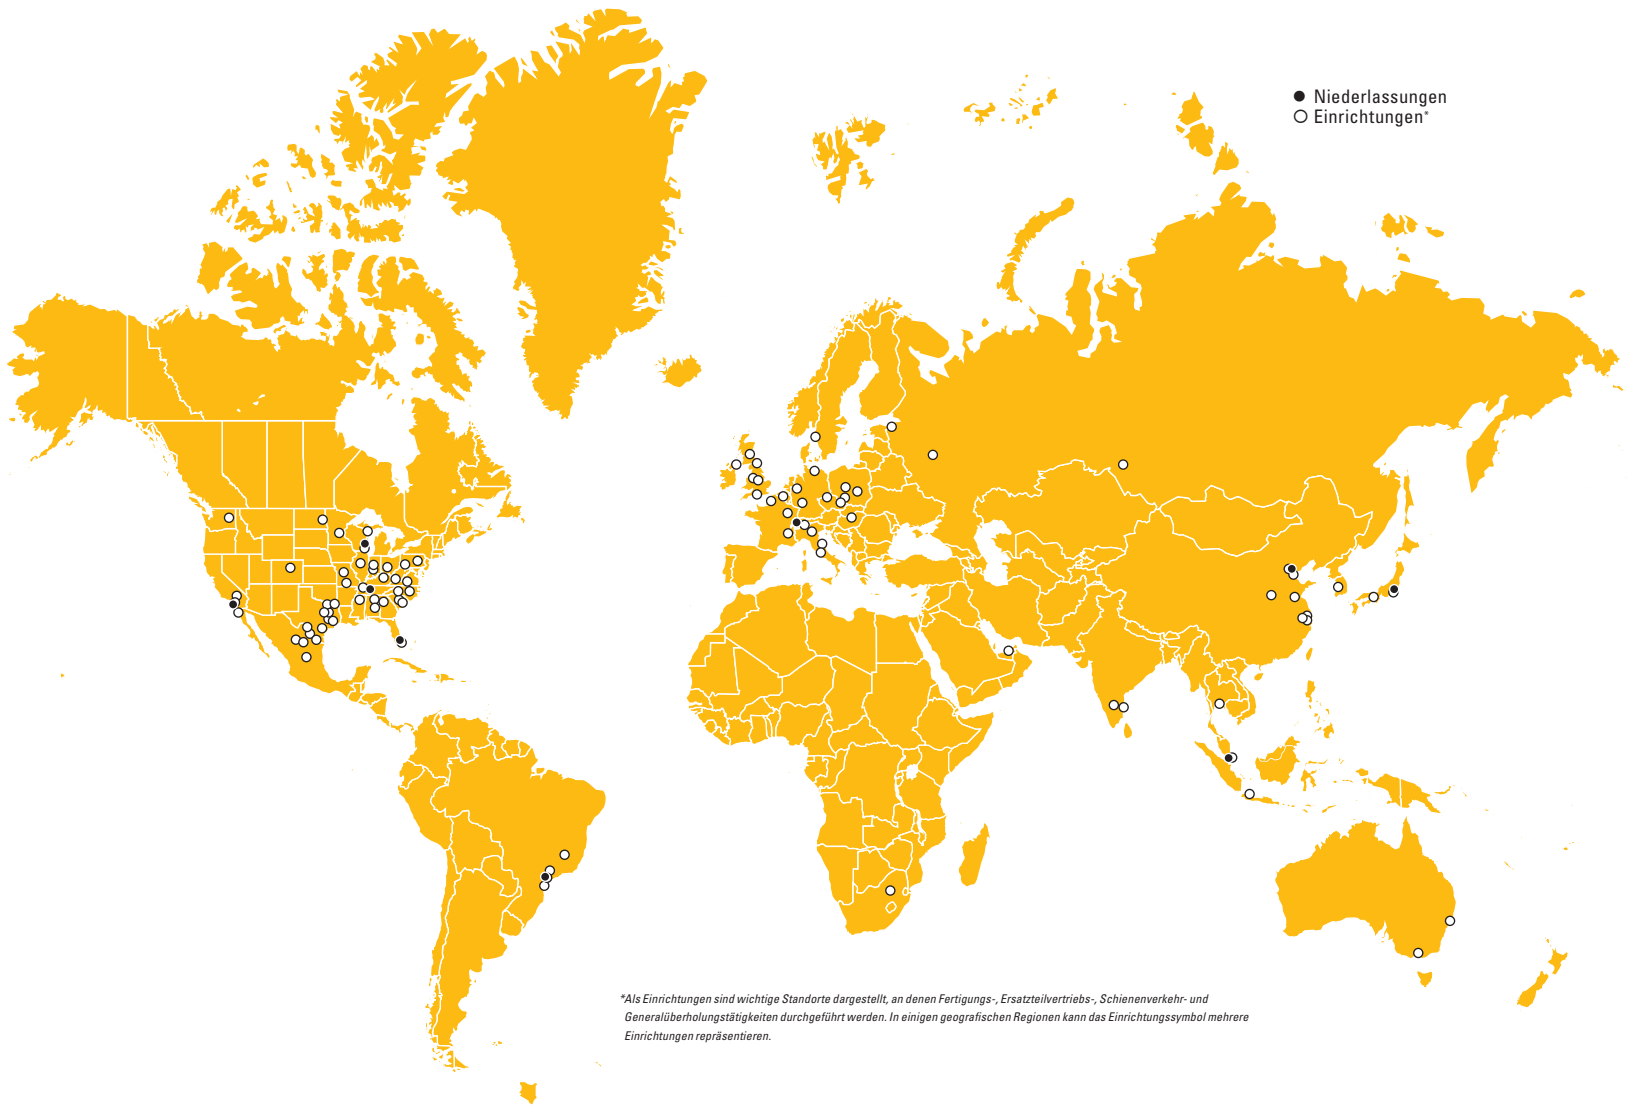 Niederlassungen
Einrichtungen*
*Als Einrichtungen sind wichtige Standorte dargestellt, an denen Fertigungs-, Ersatzteilvertriebs-, Schienenverkehr- und
Generalüberholungstätigkeiten durchgeführt werden. In einigen geografischen Regionen kann das Einrichtungssymbol mehrere
Einrichtungen repräsentieren.